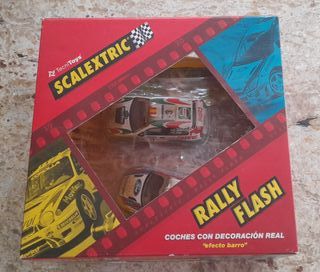 TecniToys
SCALEXTRIC
RALLY
FLASH
COCHES CON DECORACIÓN REAL
"efecto barro"